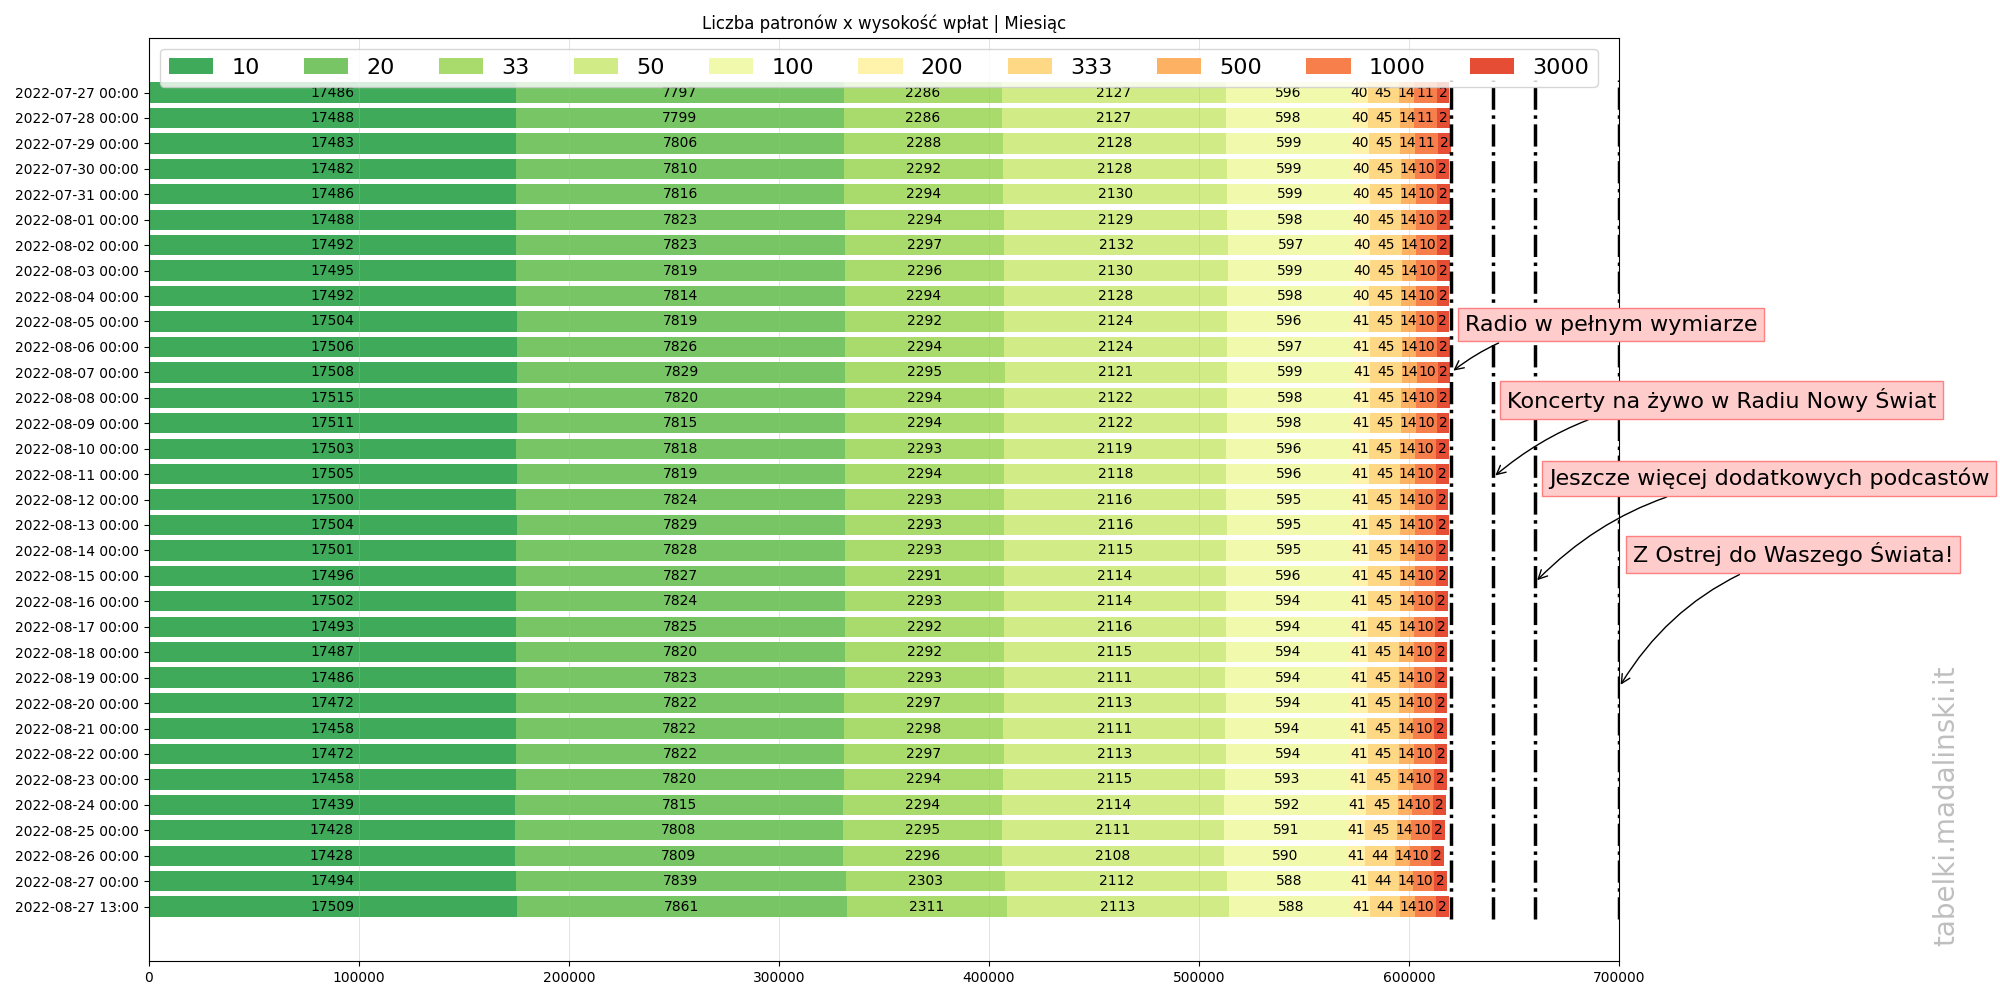 Liczba patronów x wysokość wpłat | Miesiąc
10 20 33 50 100 200 333 500 1000 3000
2022-07-27 00:00 17486 7797 2286 2127 596 40 45 14 11 2
2022-07-28 00:00 17488 7799 2286 2127 598 40 45 14 11 2
2022-07-29 00:00 17483 7806 2288 2128 599 40 45 14 11 2
2022-07-30 00:00 17482 7810 2292 2128 599 40 45 14 10 2
2022-07-31 00:00 17486 7816 2294 2130 599 40 45 14 10 2
2022-08-01 00:00 17488 7823 2294 2129 598 40 45 14 10 2
2022-08-02 00:00 17492 7823 2297 2132 597 40 45 14 10 2
2022-08-03 00:00 17495 7819 2296 2130 599 40 45 14 10 2
2022-08-04 00:00 17492 7814 2294 2128 598 40 45 14 10 2
2022-08-05 00:00 17504 7819 2292 2124 596 41 45 14 10 2
Radio w pełnym wymiarze
2022-08-06 00:00 17506 7826 2294 2124 597 41 45 14 10 2
2022-08-07 00:00 17508 7829 2295 2121 599 41 45 14 10 2
2022-08-08 00:00 17515 7820 2294 2122 598 41 45 14 10 2
Koncerty na żywo w Radiu Nowy Świat
2022-08-09 00:00 17511 7815 2294 2122 598 41 45 14 10 2
2022-08-10 00:00 17503 7818 2293 2119 596 41 45 14 10 2
2022-08-11 00:00 17505 7819 2294 2118 596 41 45 14 10 2
Jeszcze więcej dodatkowych podcastów
2022-08-12 00:00 17500 7824 2293 2116 595 41 45 14 10 2
2022-08-13 00:00 17504 7829 2293 2116 595 41 45 14 10 2
2022-08-14 00:00 17501 7828 2293 2115 595 41 45 14 10 2
Z Ostrej do Waszego Świata!
2022-08-15 00:00 17496 7827 2291 2114 596 41 45 14 10 2
2022-08-16 00:00 17502 7824 2293 2114 594 41 45 14 10 2
2022-08-17 00:00 17493 7825 2292 2116 594 41 45 14 10 2
2022-08-18 00:00 17487 7820 2292 2115 594 41 45 14 10 2
2022-08-19 00:00 17486 7823 2293 2111 594 41 45 14 10 2
2022-08-20 00:00 17472 7822 2297 2113 594 41 45 14 10 2
2022-08-21 00:00 17458 7822 2298 2111 594 41 45 14 10 2
2022-08-22 00:00 17472 7822 2297 2113 594 41 45 14 10 2
2022-08-23 00:00 17458 7820 2294 2115 593 41 45 14 10 2
2022-08-24 00:00 17439 7815 2294 2114 592 41 45 14 10 2
2022-08-25 00:00 17428 7808 2295 2111 591 41 45 14 10 2
2022-08-26 00:00 17428 7809 2296 2108 590 41 44 14 10 2
2022-08-27 00:00 17494 7839 2303 2112 588 41 44 14 10 2
2022-08-27 13:00 17509 7861 2311 2113 588 41 44 14 10 2
0 100000 200000 300000 400000 500000 600000 700000
tabelki.madalinski.it